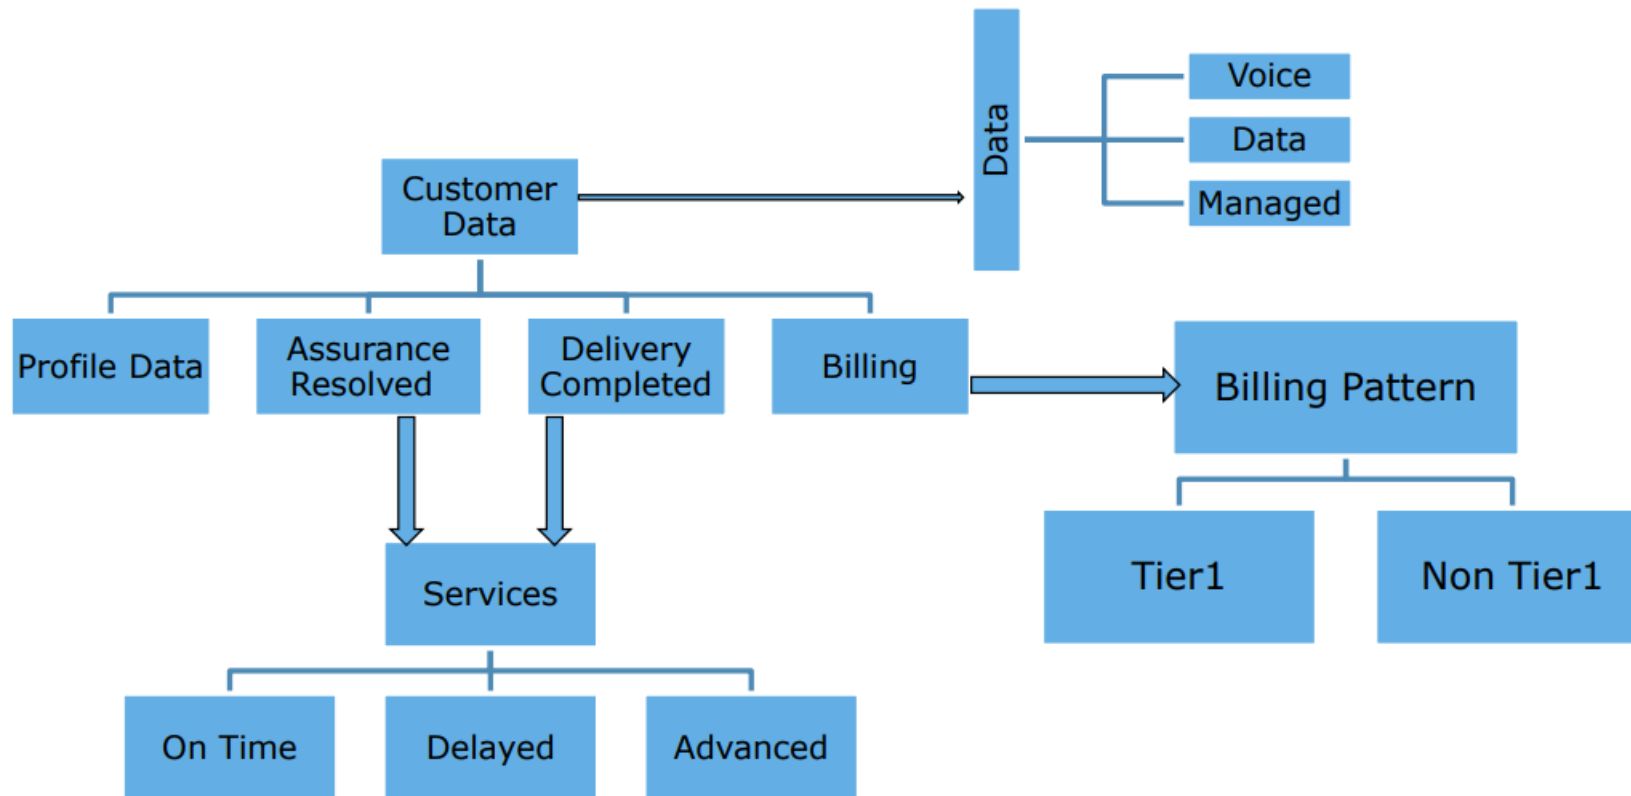 Data
Voice
Data
Managed
Customer
Data
Profile Data
Assurance
Resolved
Delivery
Completed
Billing
Billing Pattern
Tier1
Non Tier1
Services
On Time
Delayed
Advanced